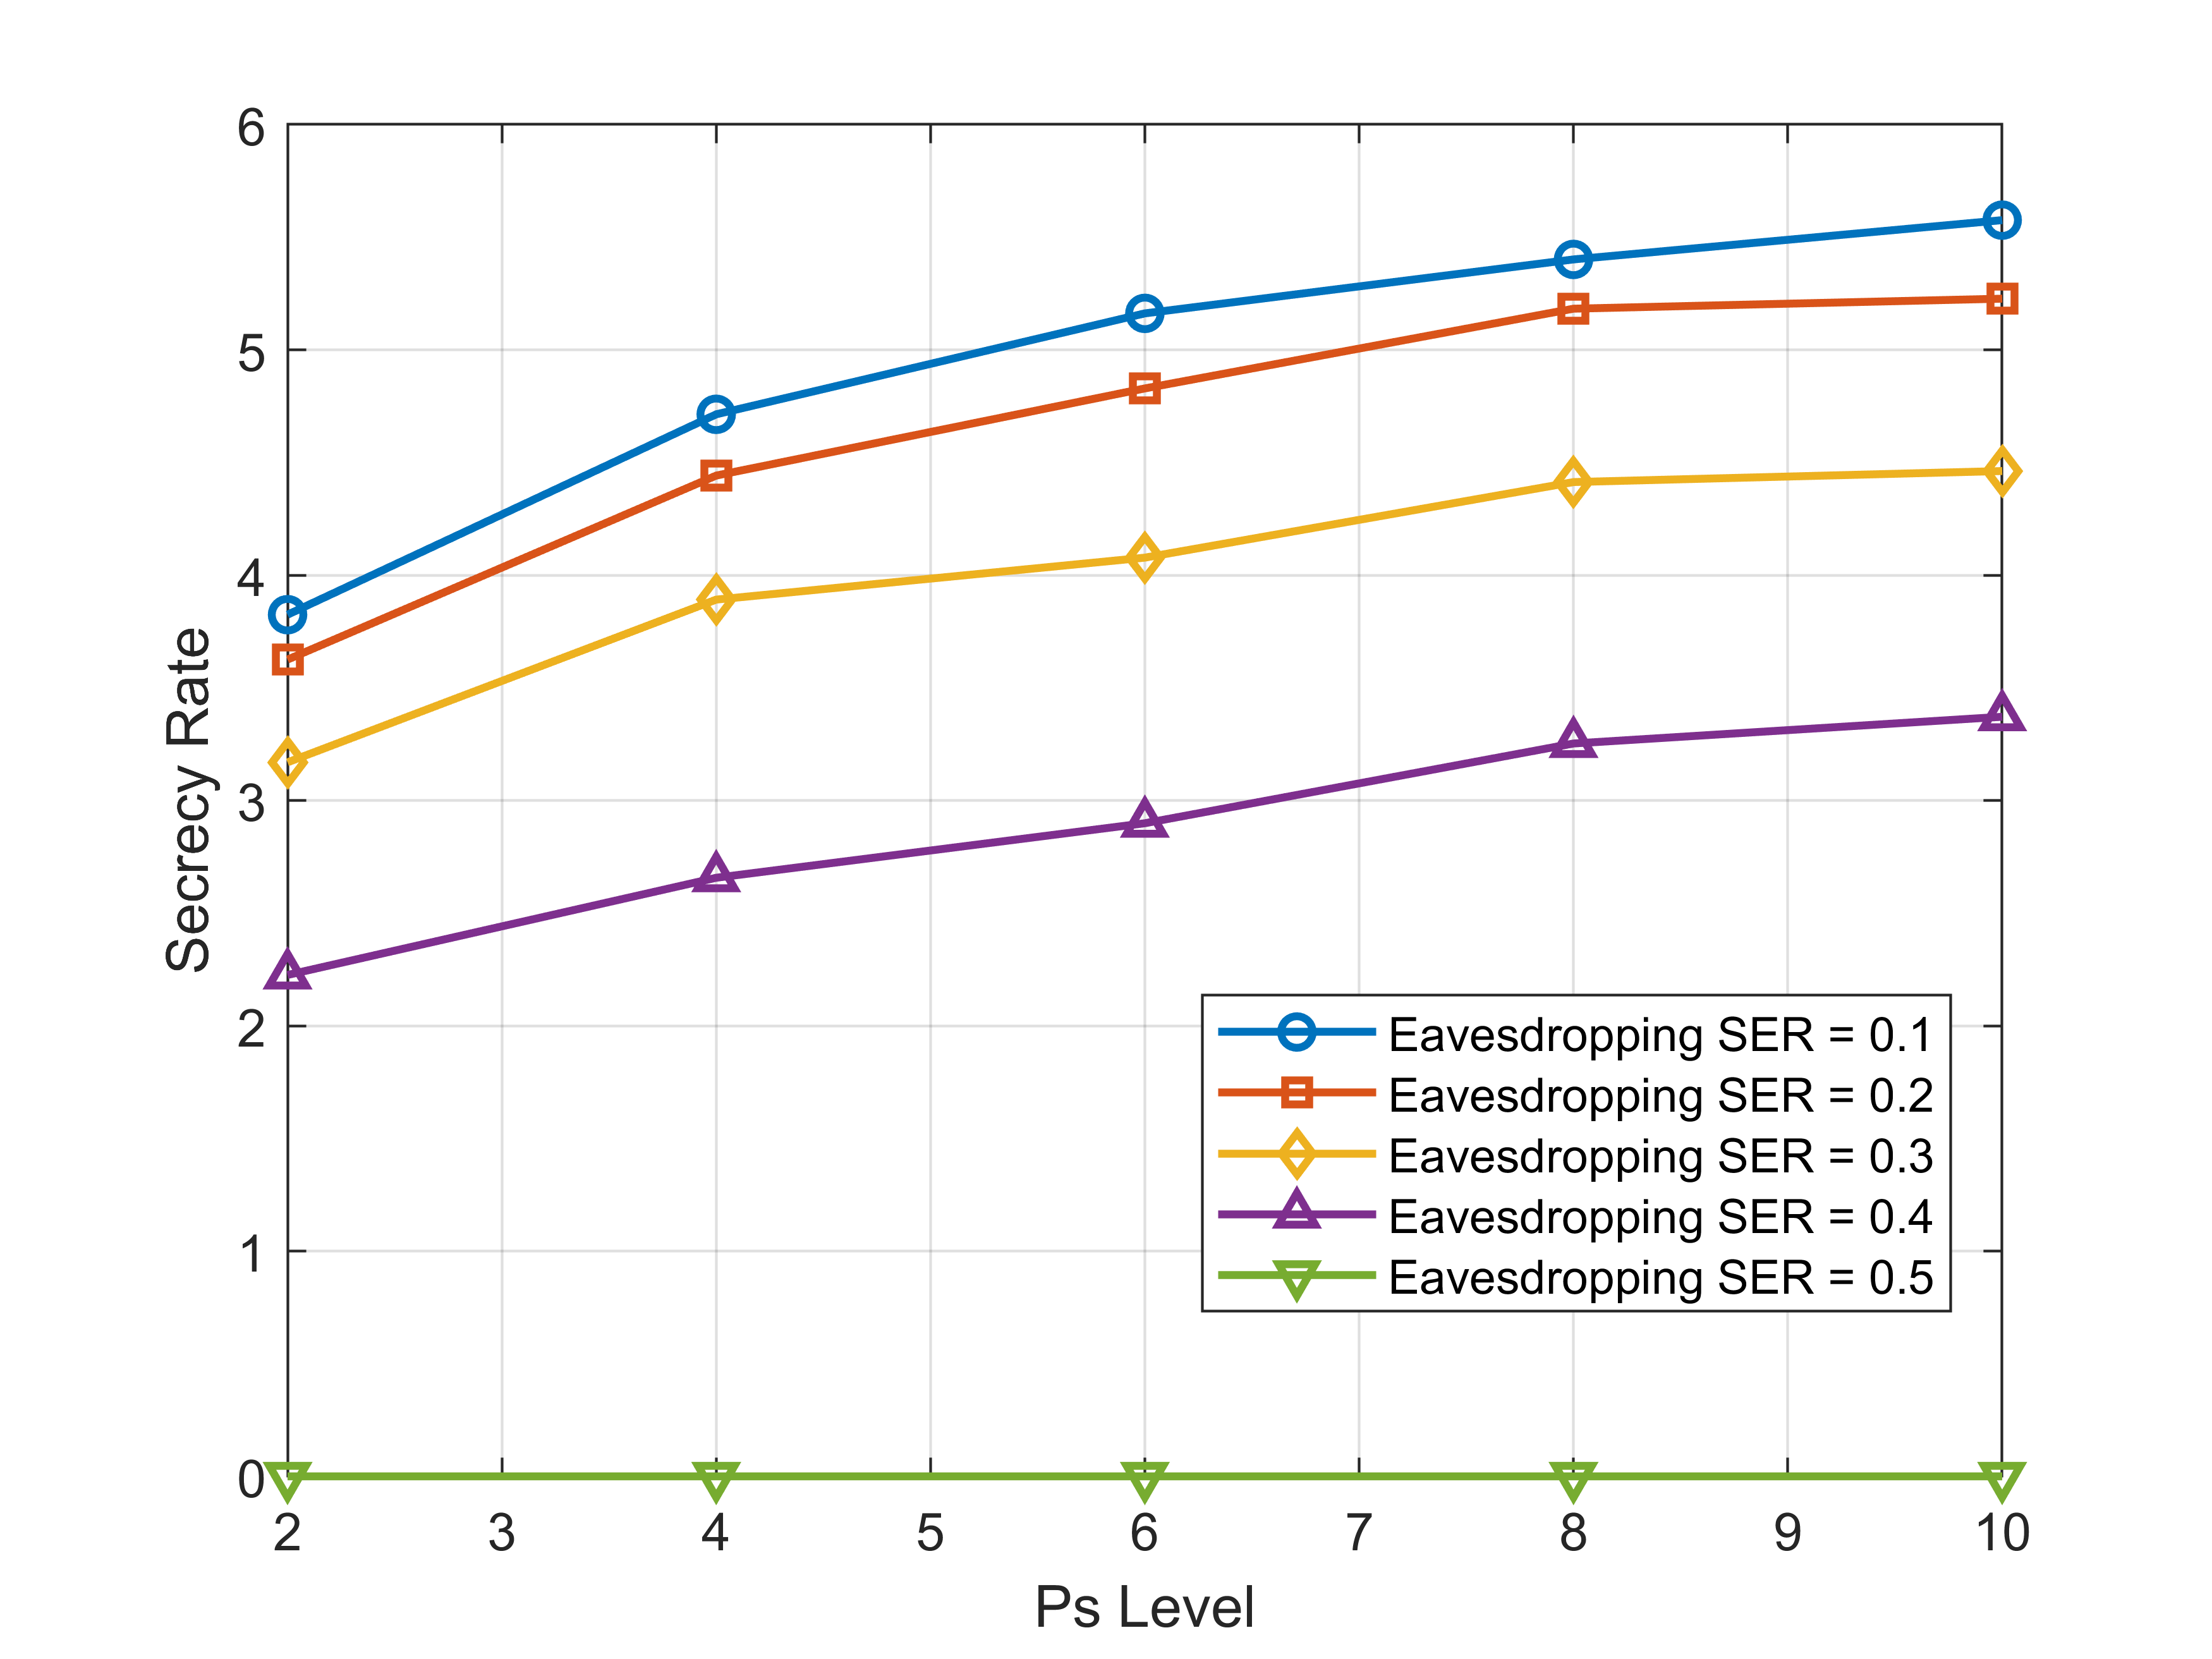 6
5
4
3
2
1
0
Secrecy Rate
2 3 4 5 6 7 8 9 10
Ps Level
Eavesdropping SER = 0.1
Eavesdropping SER = 0.2
Eavesdropping SER = 0.3
Eavesdropping SER = 0.4
Eavesdropping SER = 0.5